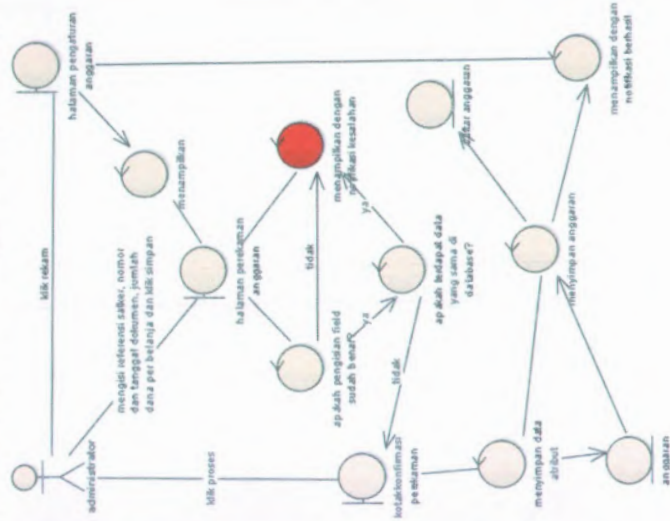 klik rekam
halaman pengaturan
anggaran
menampilkan
administrator
mengisi referensi satker, nomor
dan tanggal dokumen, jumlah
dana per belanja dan klik simpan
halaman perekaman
anggaran
menampilkan dengan
notifikasi kesalahan
tidak
apakah pengisian field
sudah benar?
ya
ya
apakah terdapat data
yang sama di
database?
tidak
klik proses
kotak konfirmasi
perekaman
daftar anggaran
menyimpan anggaran
menampilkan dengan
notifikasi berhasil
menyimpan data
atribut
anggaran